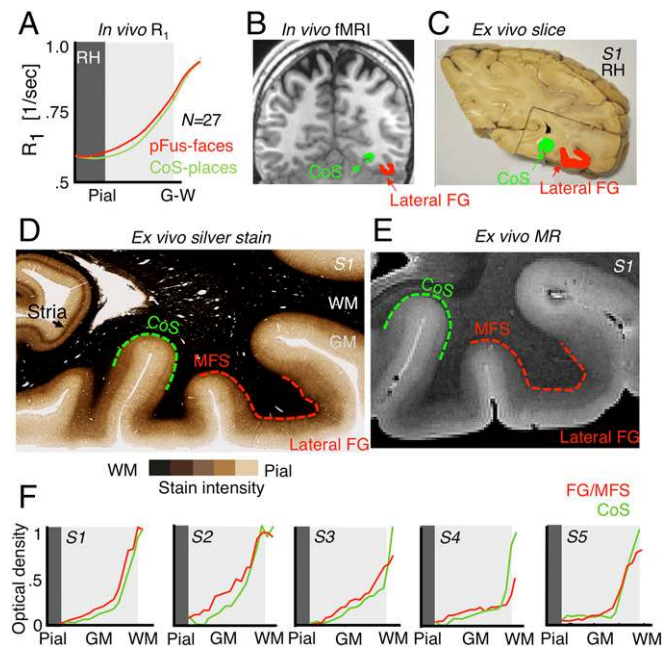 A
In vivo R₁
1.0
RH
.75
R₁ [1/sec]
N=27
pFus-faces
CoS-places
.5
Pial
G-W
B
In vivo fMRI
CoS
Lateral FG
C
Ex vivo slice
S1
RH
CoS
Lateral FG
D
Ex vivo silver stain
S1
Stria
CoS
WM
MFS
GM
Lateral FG
WM
Pial
Stain intensity
E
Ex vivo MR
S1
CoS
MFS
Lateral FG
F
FG/MFS
CoS
Optical density
1
.5
0
S1
S2
S3
S4
S5
Pial GM WM
Pial GM WM
Pial GM WM
Pial GM WM
Pial GM WM